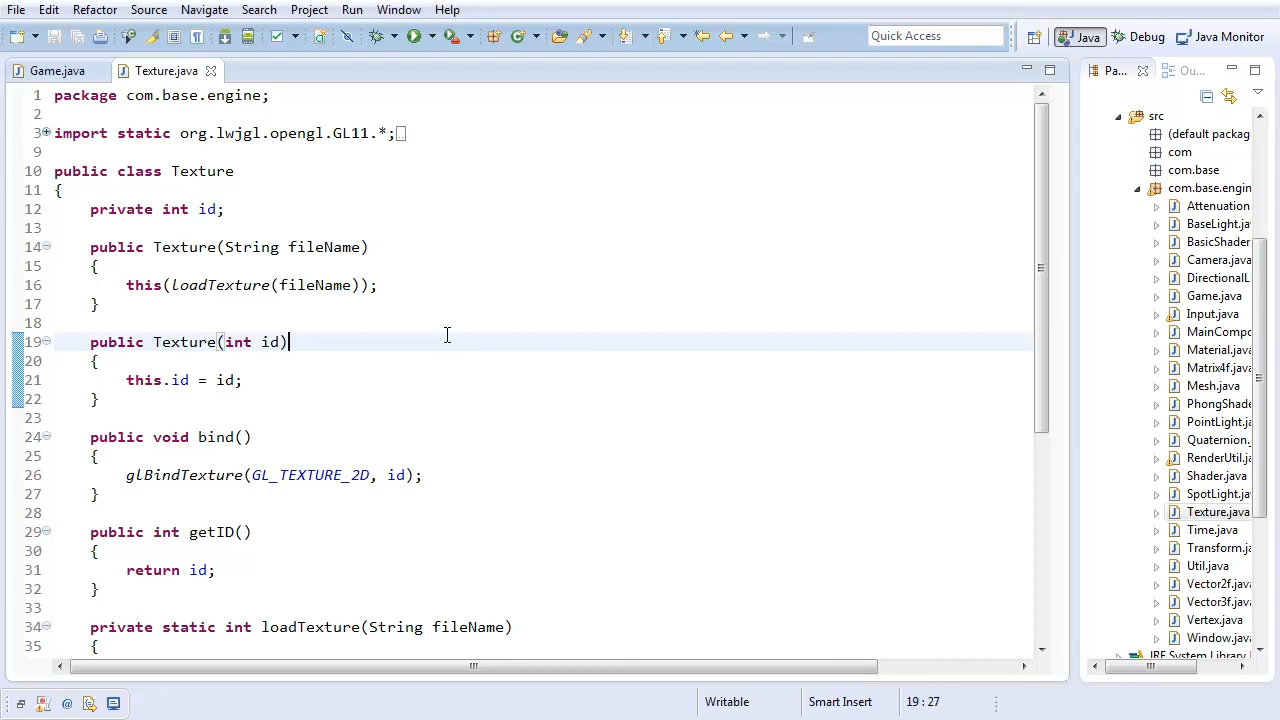 File Edit Refactor Source Navigate Search Project Run Window Help
Quick Access
Java Debug Java Monitor
Game.java Texture.java
Pa... Ou...
1 package com.base.engine;
2
3 import static org.lwjgl.opengl.GL11.*;
9
10 public class Texture
11 {
12 private int id;
13
14 public Texture(String fileName)
15 {
16 this(loadTexture(fileName));
17 }
18
19 public Texture(int id)
20 {
21 this.id = id;
22 }
23
24 public void bind()
25 {
26 glBindTexture(GL_TEXTURE_2D, id);
27 }
28
29 public int getID()
30 {
31 return id;
32 }
33
34 private static int loadTexture(String fileName)
35 {
src
(default packag
com
com.base
com.base.engin
Attenuation
BaseLight.ja
BasicShader
Camera.java
DirectionalL
Game.java
Input.java
MainCompo
Material.java
Matrix4f.java
Mesh.java
PhongShade
PointLight.ja
Quaternion.
RenderUtil.ja
Shader.java
SpotLight.ja
Texture.java
Time.java
Transform.ja
Util.java
Vector2f.java
Vector3f.java
Vertex.java
Window.java
JRE System Library
Writable Smart Insert 19 : 27